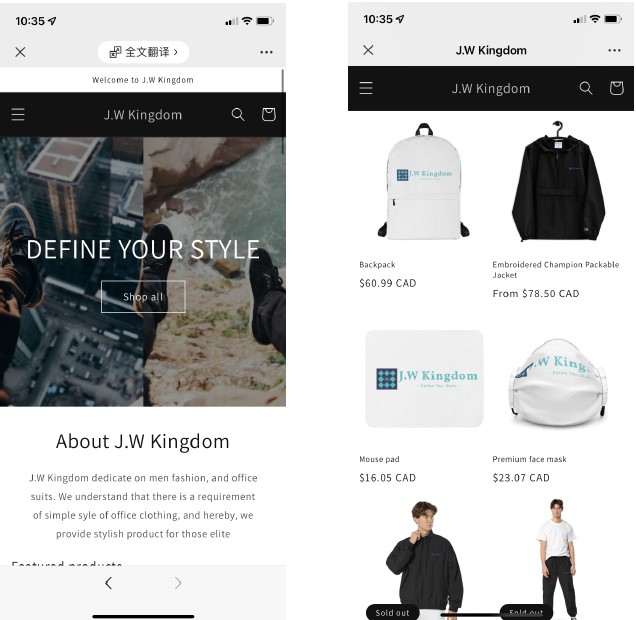 10:35
全文翻译
Welcome to J.W Kingdom
J.W Kingdom
DEFINE YOUR STYLE
Shop all
About J.W Kingdom
J.W Kingdom dedicate on men fashion, and office
suits. We understand that there is a requirement
of simple syle of office clothing, and hereby, we
provide stylish product for those elite
Featured products
10:35
J.W Kingdom
J.W Kingdom
J.W Kingdom
Backpack
$60.99 CAD
Embroidered Champion Packable
Jacket
From $78.50 CAD
J.W Kingdom
- Define Your Style -
J.W King
Mouse pad
$16.05 CAD
Premium face mask
$23.07 CAD
Sold out
Sold out